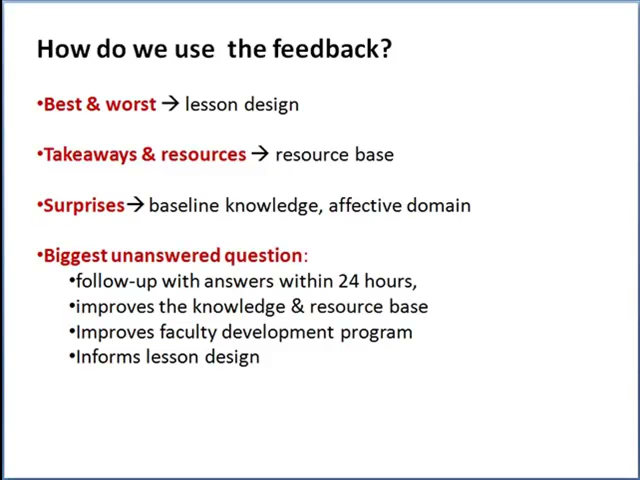 How do we use the feedback?
•Best & worst → lesson design
•Takeaways & resources → resource base
•Surprises→ baseline knowledge, affective domain
•Biggest unanswered question:
•follow-up with answers within 24 hours,
•improves the knowledge & resource base
•Improves faculty development program
•Informs lesson design